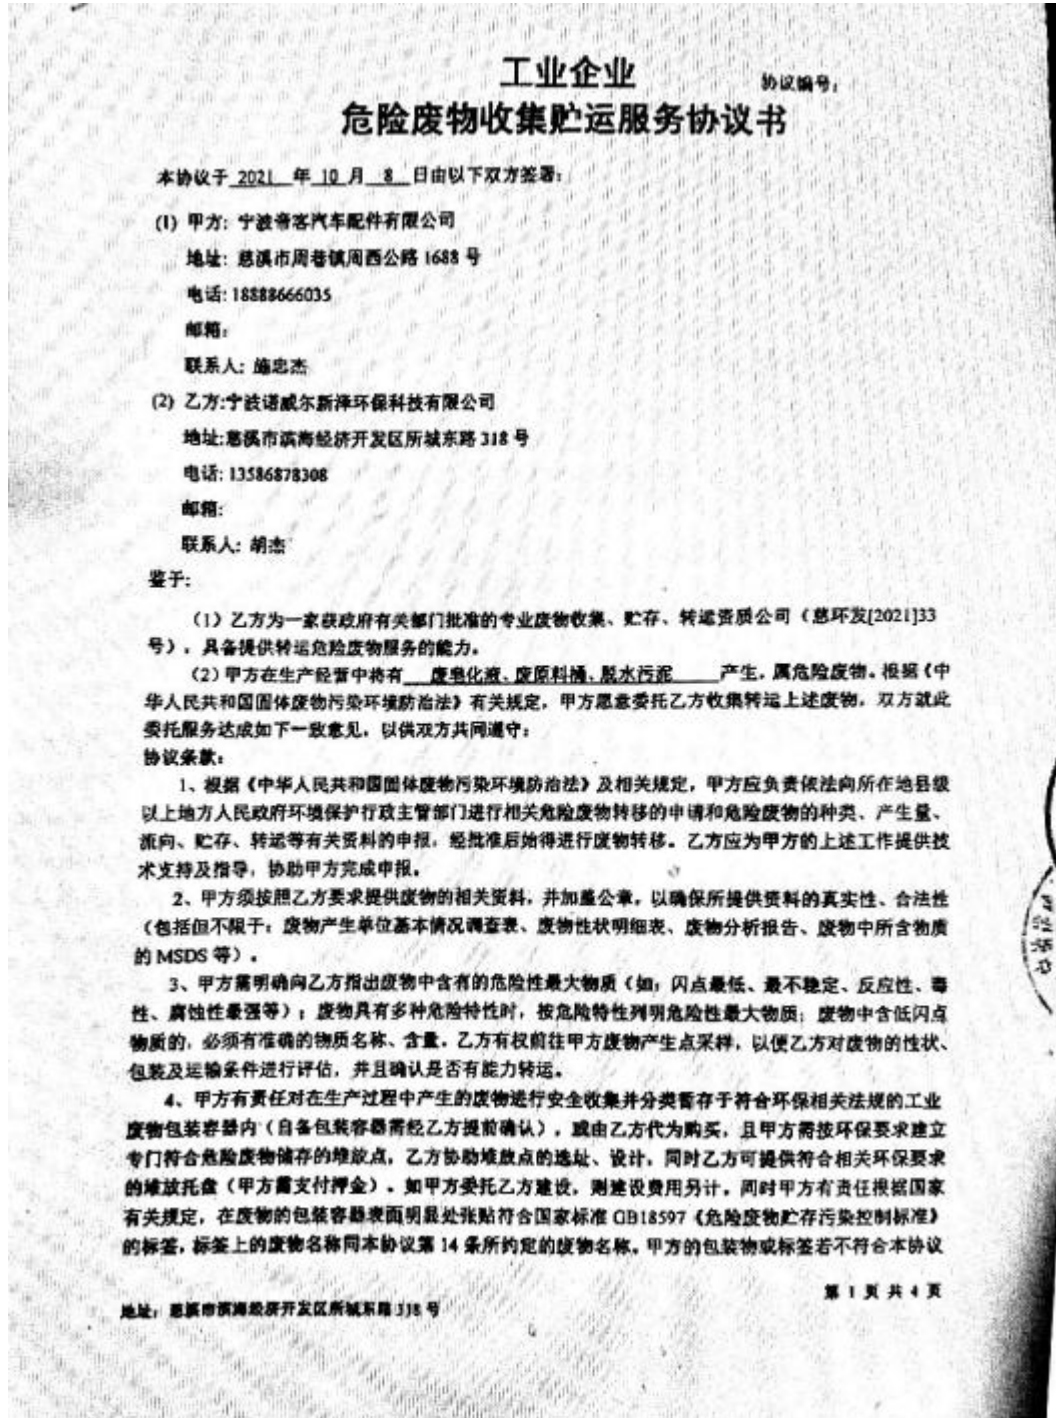 工业企业
协议编号：
危险废物收集贮运服务协议书
本协议于 2021 年 10 月 8 日由以下双方签署：
(1) 甲方: 宁波帝客汽车配件有限公司
地址: 慈溪市周巷镇周西公路 1688 号
电话: 18888666035
邮箱:
联系人: 施忠杰
(2) 乙方:宁波诺威尔新泽环保科技有限公司
地址:慈溪市滨海经济开发区所城东路 318 号
电话: 13586878308
邮箱:
联系人: 胡杰
鉴于:
（1）乙方为一家获政府有关部门批准的专业废物收集、贮存、转运资质公司（慈环发[2021]33
号），具备提供转运危险废物服务的能力。
（2）甲方在生产经营中将有 废皂化液、废原料桶、脱水污泥 产生，属危险废物。根据《中
华人民共和国固体废物污染环境防治法》有关规定，甲方愿意委托乙方收集转运上述废物，双方就此
委托服务达成如下一致意见，以供双方共同遵守：
协议条款：
1、根据《中华人民共和国固体废物污染环境防治法》及相关规定，甲方应负责依法向所在地县级
以上地方人民政府环境保护行政主管部门进行相关危险废物转移的申请和危险废物的种类、产生量、
流向、贮存、转运等有关资料的申报，经批准后始得进行废物转移。乙方应为甲方的上述工作提供技
术支持及指导，协助甲方完成申报。
2、甲方须按照乙方要求提供废物的相关资料，并加盖公章，以确保所提供资料的真实性、合法性
（包括但不限于：废物产生单位基本情况调查表、废物性状明细表、废物分析报告、废物中所含物质
的 MSDS 等）。
3、甲方需明确向乙方指出废物中含有的危险性最大物质（如：闪点最低、最不稳定、反应性、毒
性、腐蚀性最强等）；废物具有多种危险特性时，按危险特性列明危险性最大物质；废物中含低闪点
物质的，必须有准确的物质名称、含量。乙方有权前往甲方废物产生点采样，以便乙方对废物的性状、
包装及运输条件进行评估，并且确认是否有能力转运。
4、甲方有责任对在生产过程中产生的废物进行安全收集并分类暂存于符合环保相关法规的工业
废物包装容器内（自备包装容器需经乙方提前确认），或由乙方代为购买，且甲方需按环保要求建立
专门符合危险废物储存的堆放点，乙方协助堆放点的选址、设计，同时乙方可提供符合相关环保要求
的堆放托盘（甲方需支付押金）。如甲方委托乙方建设，则建设费用另计。同时甲方有责任根据国家
有关规定，在废物的包装容器表面明显处张贴符合国家标准 GB18597《危险废物贮存污染控制标准》
的标签，标签上的废物名称同本协议第 14 条所约定的废物名称。甲方的包装物或标签若不符合本协议
第 1 页 共 4 页
地址：慈溪市滨海经济开发区所城东路 318 号